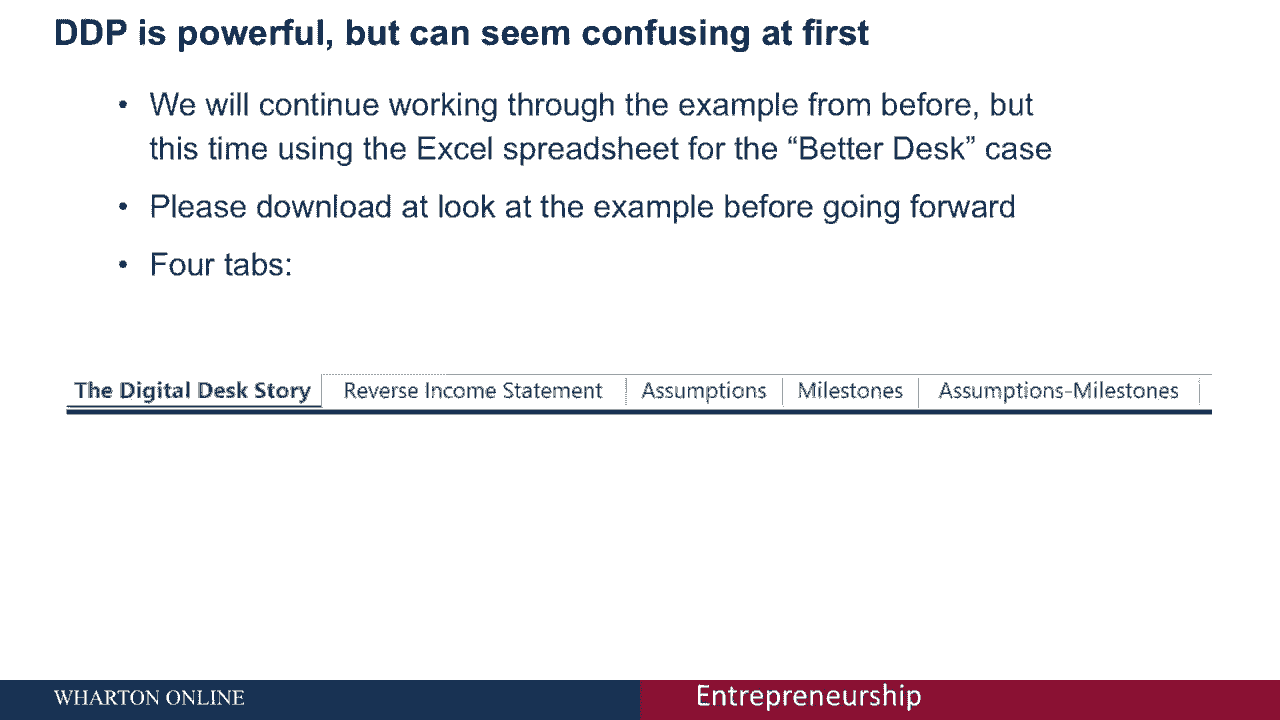 DDP is powerful, but can seem confusing at first
• We will continue working through the example from before, but
this time using the Excel spreadsheet for the “Better Desk” case
• Please download at look at the example before going forward
• Four tabs:
The Digital Desk Story Reverse Income Statement Assumptions Milestones Assumptions-Milestones
WHARTON ONLINE Entrepreneurship